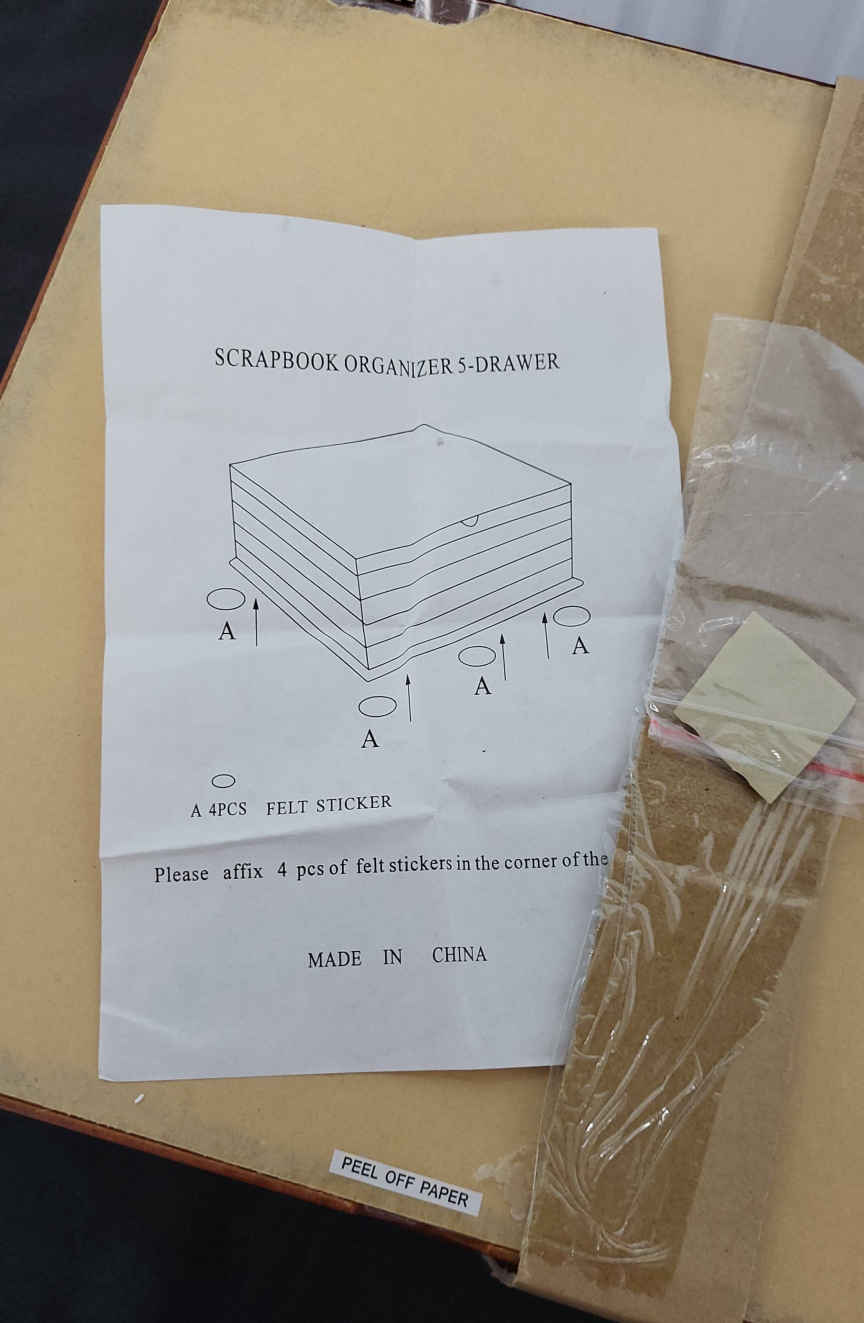 SCRAPBOOK ORGANIZER 5-DRAWER
A
A
A
A
A 4PCS FELT STICKER
Please affix 4 pcs of felt stickers in the corner of the
MADE IN CHINA
PEEL OFF PAPER